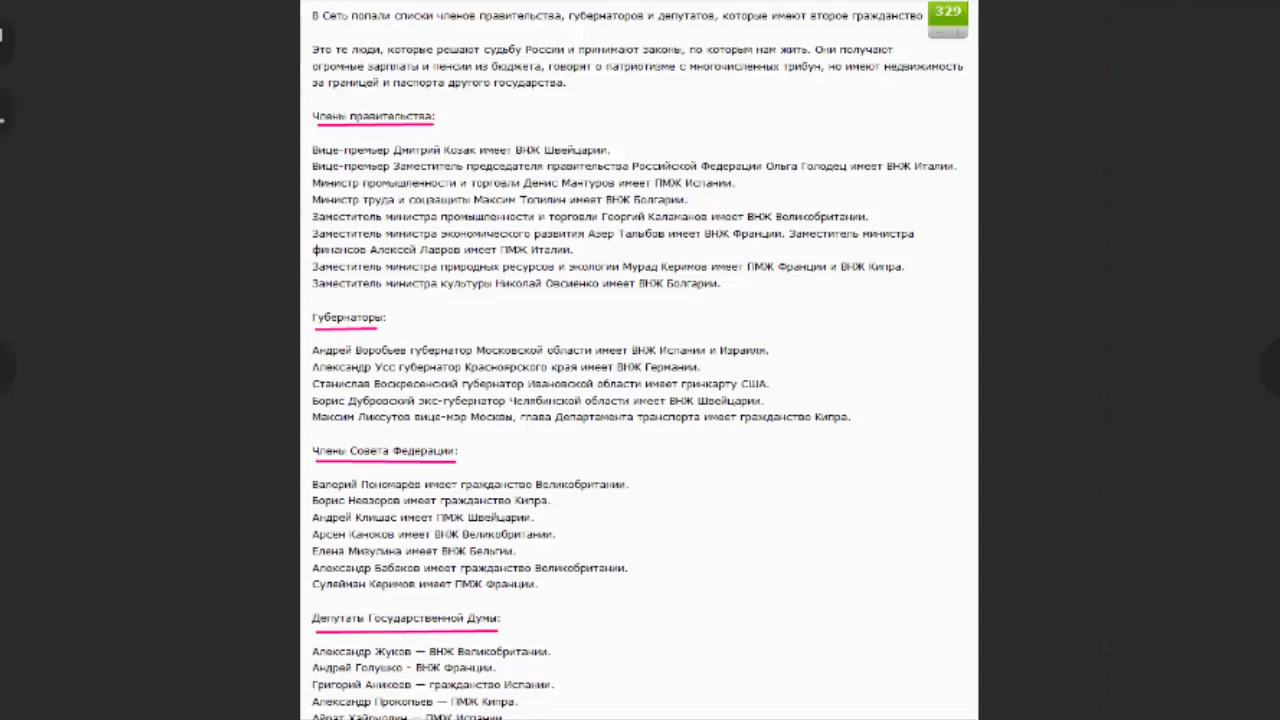 В Сеть попали списки членов правительства, губернаторов и депутатов, которые имеют второе гражданство
329
Это те люди, которые решают судьбу России и принимают законы, по которым нам жить. Они получают
огромные зарплаты и пенсии из бюджета, говорят о патриотизме с многочисленных трибун, но имеют недвижимость
за границей и паспорта другого государства.
Члены правительства:
Вице-премьер Дмитрий Козак имеет ВНЖ Швейцарии.
Вице-премьер Заместитель председателя правительства Российской Федерации Ольга Голодец имеет ВНЖ Италии.
Министр промышленности и торговли Денис Мантуров имеет ПМЖ Испании.
Министр труда и соцзащиты Максим Топилин имеет ВНЖ Болгарии.
Заместитель министра промышленности и торговли Георгий Каламанов имеет ВНЖ Великобритании.
Заместитель министра экономического развития Азер Талыбов имеет ВНЖ Франции. Заместитель министра
финансов Алексей Лавров имеет ПМЖ Италии.
Заместитель министра природных ресурсов и экологии Мурад Керимов имеет ПМЖ Франции и ВНЖ Кипра.
Заместитель министра культуры Николай Овсиенко имеет ВНЖ Болгарии.
Губернаторы:
Андрей Воробьев губернатор Московской области имеет ВНЖ Испании и Израиля.
Александр Усс губернатор Красноярского края имеет ВНЖ Германии.
Станислав Воскресенский губернатор Ивановской области имеет гринкарту США.
Борис Дубровский экс-губернатор Челябинской области имеет ВНЖ Швейцарии.
Максим Ликсутов вице-мэр Москвы, глава Департамента транспорта имеет гражданство Кипра.
Члены Совета Федерации:
Валерий Пономарёв имеет гражданство Великобритании.
Борис Невзоров имеет гражданство Кипра.
Андрей Клишас имеет ПМЖ Швейцарии.
Арсен Каноков имеет ВНЖ Великобритании.
Елена Мизулина имеет ВНЖ Бельгии.
Александр Бабаков имеет гражданство Великобритании.
Сулейман Керимов имеет ПМЖ Франции.
Депутаты Государственной Думы:
Александр Жуков — ВНЖ Великобритании.
Андрей Голушко - ВНЖ Франции.
Григорий Аникеев — гражданство Испании.
Александр Прокопьев — ПМЖ Кипра.
Айрат Хайруллин — ПМЖ Испании